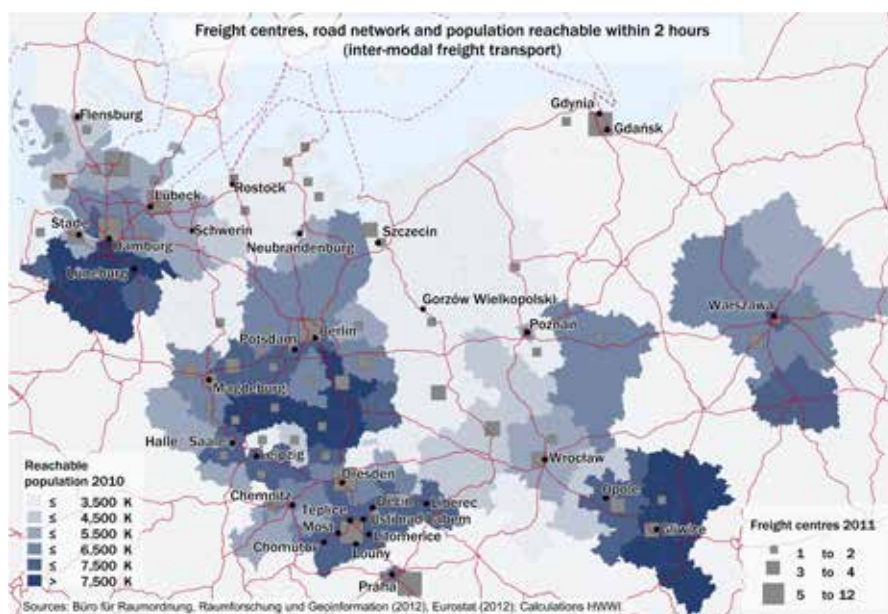 Freight centres, road network and population reachable within 2 hours
(inter-modal freight transport)
Gdynia
Flensburg
Gdańsk
Rostock
Lübeck
Stade
Schwerin
Szczecin
Hamburg
Neubrandenburg
Lüneburg
Gorzów Wielkopolski
Warszawa
Berlin
Poznań
Potsdam
Magdeburg
Halle / Saale
Leipzig
Wrocław
Dresden
Chemnitz
Děčín
Liberec
Opole
Teplice
Most
Ústí nad Labem
Gliwice
Litoměřice
Chomutov
Louny
Praha
Reachable
population 2010
≤ 3,500 K
≤ 4,500 K
≤ 5,500 K
≤ 6,500 K
≤ 7,500 K
> 7,500 K
Freight centres 2011
1 to 2
3 to 4
5 to 12
Sources: Büro für Raumordnung, Raumforschung und Geoinformation (2012), Eurostat (2012); Calculations HWWI.